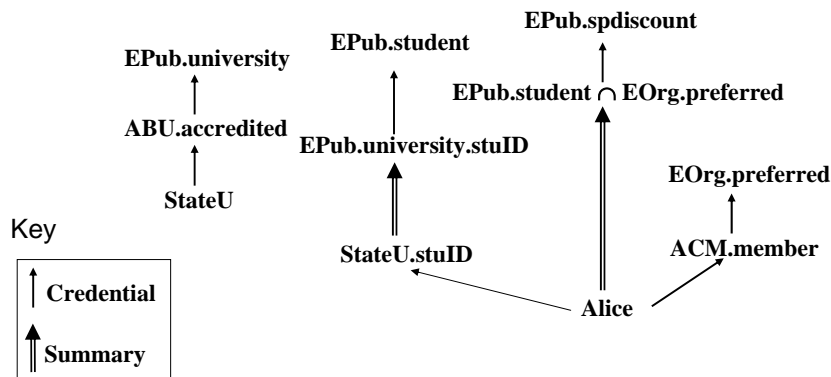 EPub.spdiscount
EPub.student
EPub.university
EPub.student ∩ EOrg.preferred
ABU.accredited
EPub.university.stuID
EOrg.preferred
StateU
Key
StateU.stuID
ACM.member
Credential
Alice
Summary